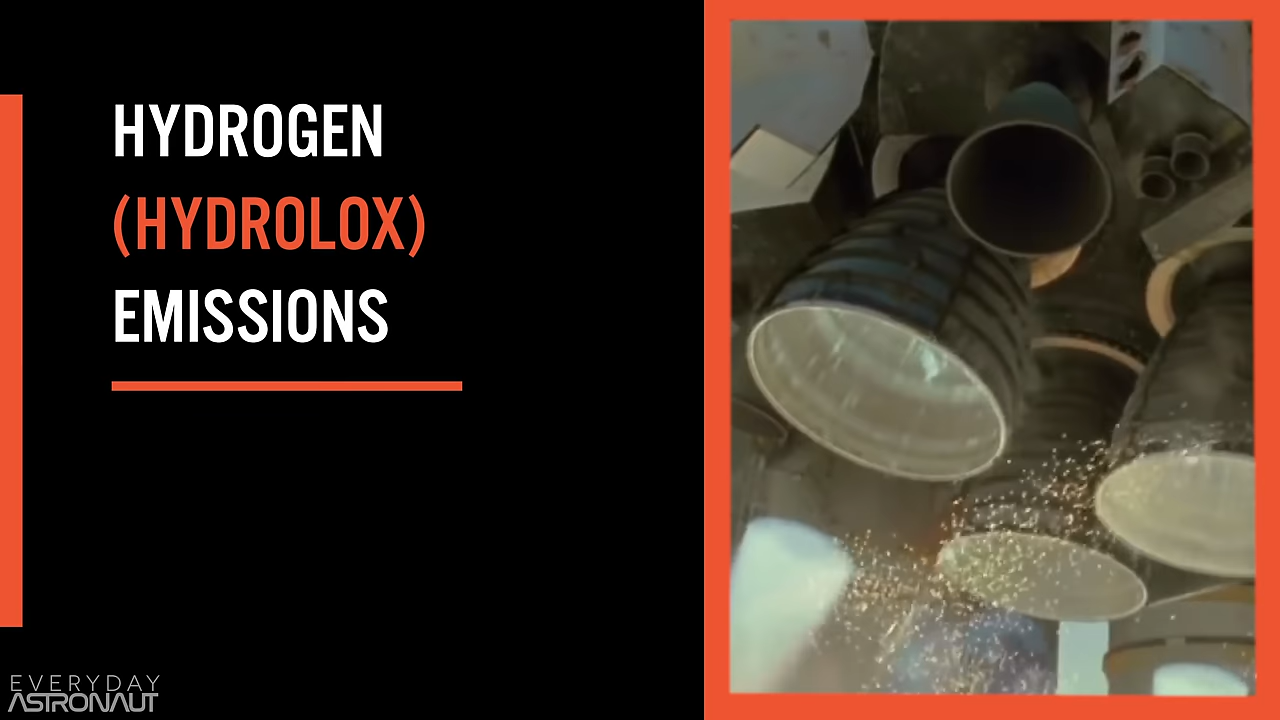 HYDROGEN
(HYDROLOX)
EMISSIONS
EVERYDAY
ASTRONAUT